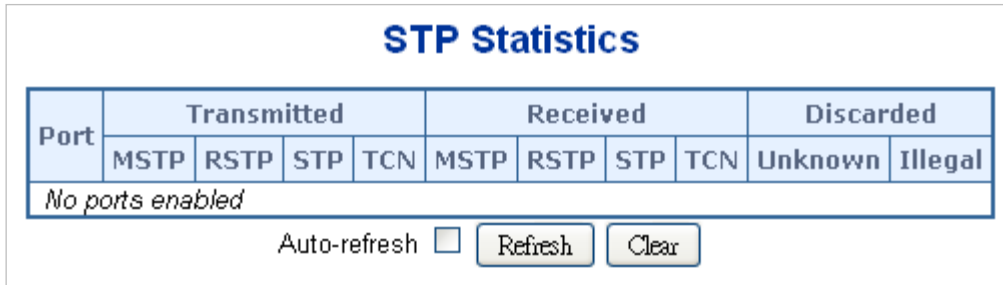 STP Statistics
Port Transmitted Received Discarded
MSTP RSTP STP TCN MSTP RSTP STP TCN Unknown Illegal
No ports enabled
Auto-refresh Refresh Clear